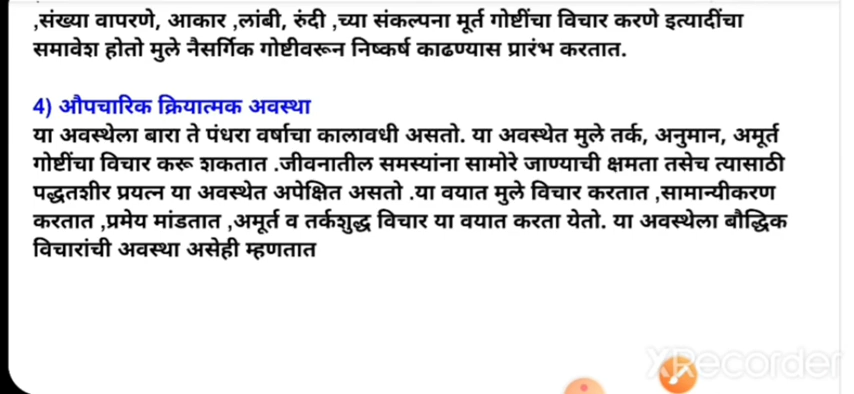 ,संख्या वापरणे, आकार ,लांबी, रुंदी ,च्या संकल्पना मूर्त गोष्टींचा विचार करणे इत्यादींचा
समावेश होतो मुले नैसर्गिक गोष्टीवरून निष्कर्ष काढण्यास प्रारंभ करतात.
4) औपचारिक क्रियात्मक अवस्था
या अवस्थेला बारा ते पंधरा वर्षाचा कालावधी असतो. या अवस्थेत मुले तर्क, अनुमान, अमूर्त
गोष्टींचा विचार करू शकतात .जीवनातील समस्यांना सामोरे जाण्याची क्षमता तसेच त्यासाठी
पद्धतशीर प्रयत्न या अवस्थेत अपेक्षित असतो .या वयात मुले विचार करतात ,सामान्यीकरण
करतात ,प्रमेय मांडतात ,अमूर्त व तर्कशुद्ध विचार या वयात करता येतो. या अवस्थेला बौद्धिक
विचारांची अवस्था असेही म्हणतात
XRecorder